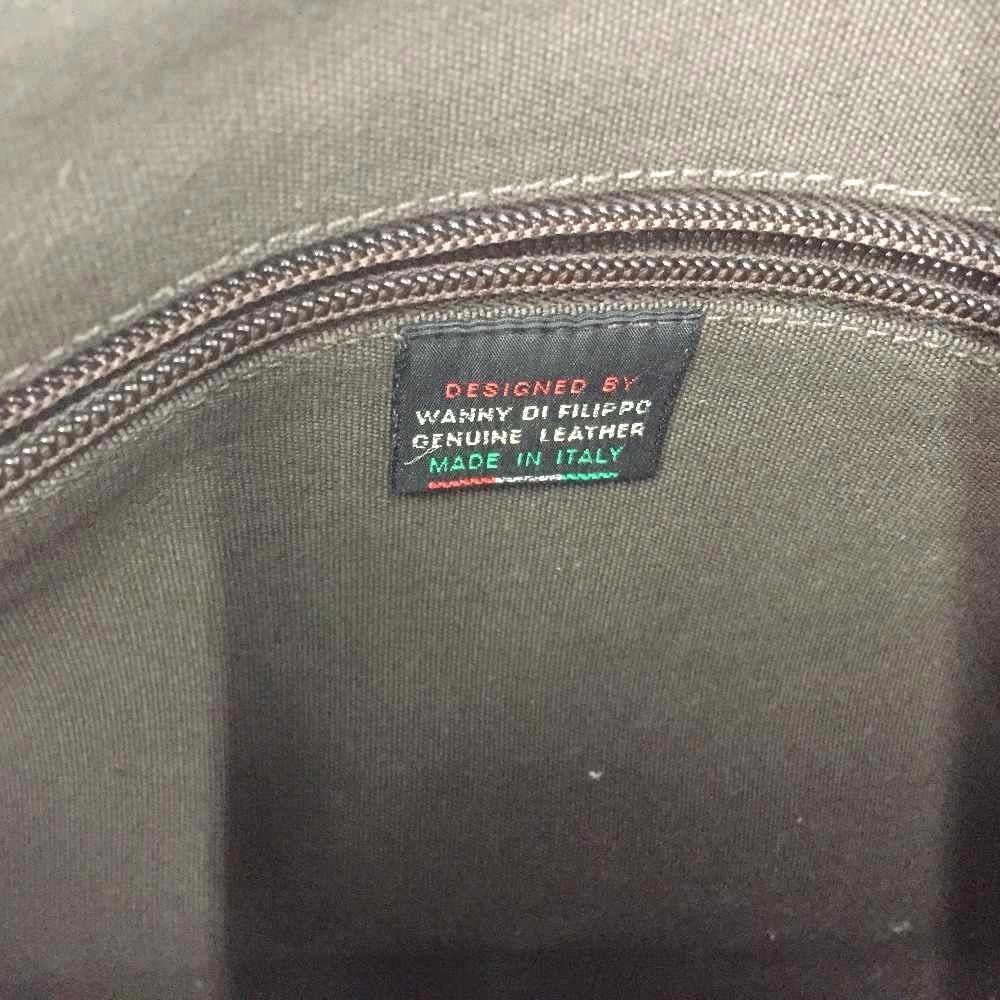 DESIGNED BY
WANNY DI FILIPPO
GENUINE LEATHER
MADE IN ITALY